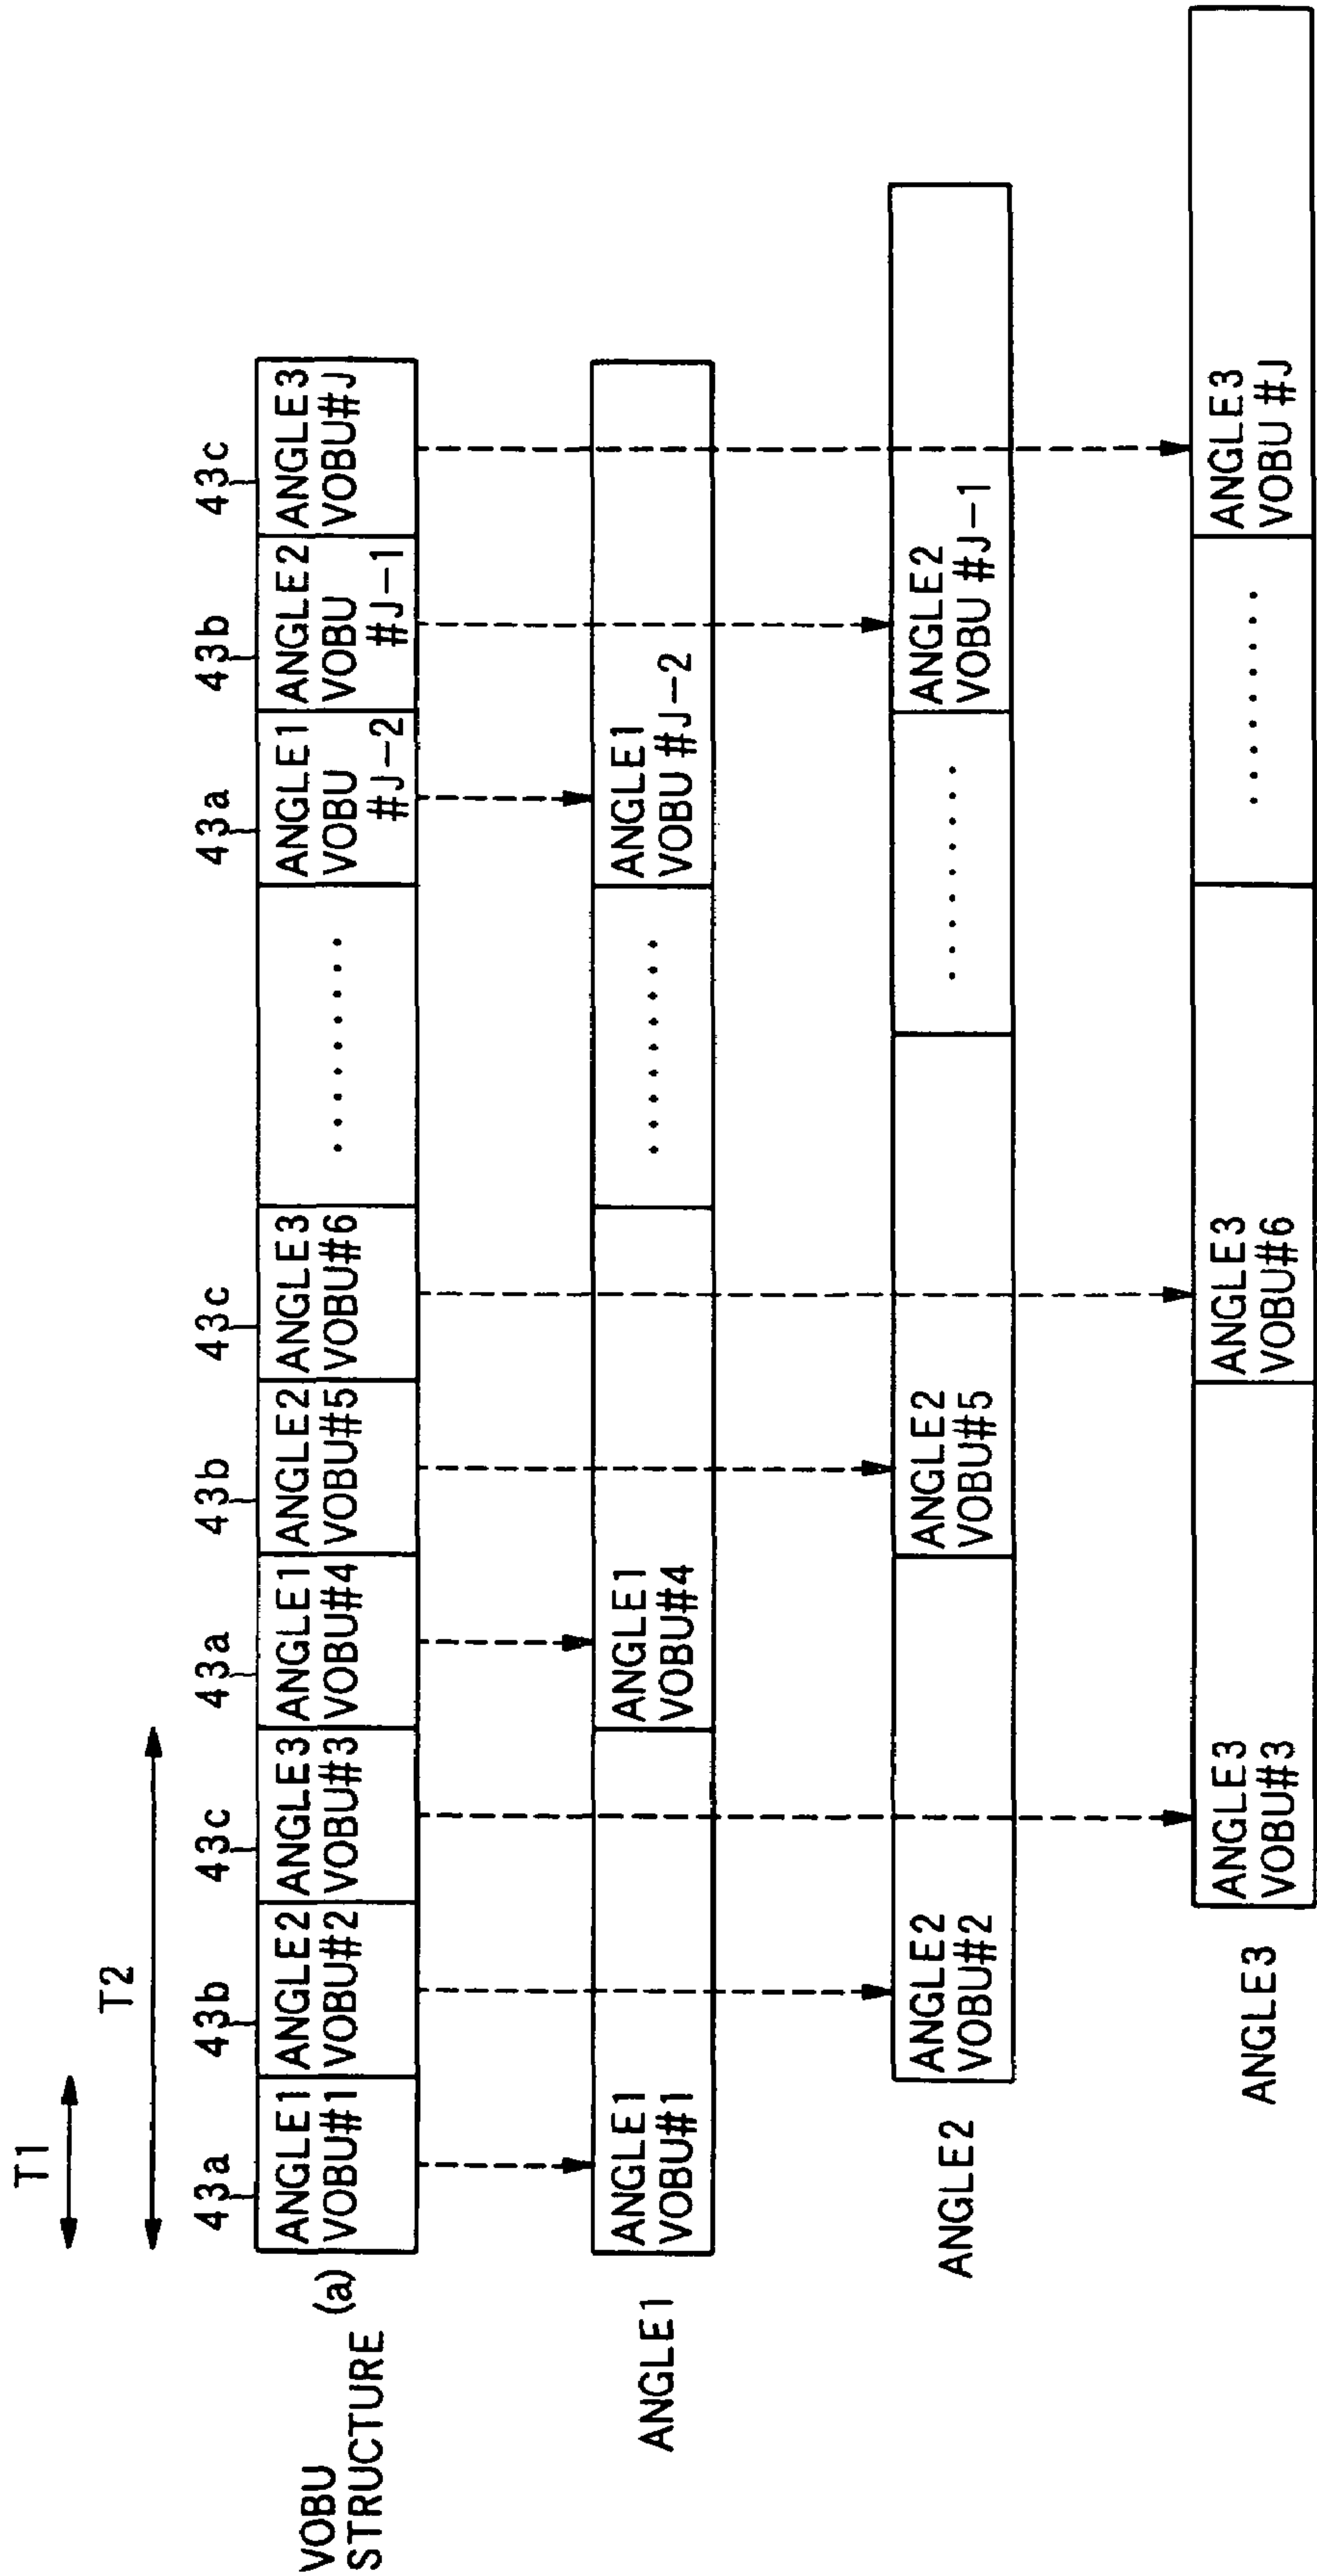 T1
T2
43a 43b 43c 43a 43b 43c 43a 43b 43c
VOBU
STRUCTURE
(a)
ANGLE1
VOBU#1
ANGLE2
VOBU#2
ANGLE3
VOBU#3
ANGLE1
VOBU#4
ANGLE2
VOBU#5
ANGLE3
VOBU#6
........
ANGLE1
VOBU
#J-2
ANGLE2
VOBU
#J-1
ANGLE3
VOBU#J
ANGLE1
ANGLE1
VOBU#1
ANGLE1
VOBU#4
.........
ANGLE1
VOBU #J-2
ANGLE2
ANGLE2
VOBU#2
ANGLE2
VOBU#5
.........
ANGLE2
VOBU #J-1
ANGLE3
ANGLE3
VOBU#3
ANGLE3
VOBU#6
.........
ANGLE3
VOBU #J